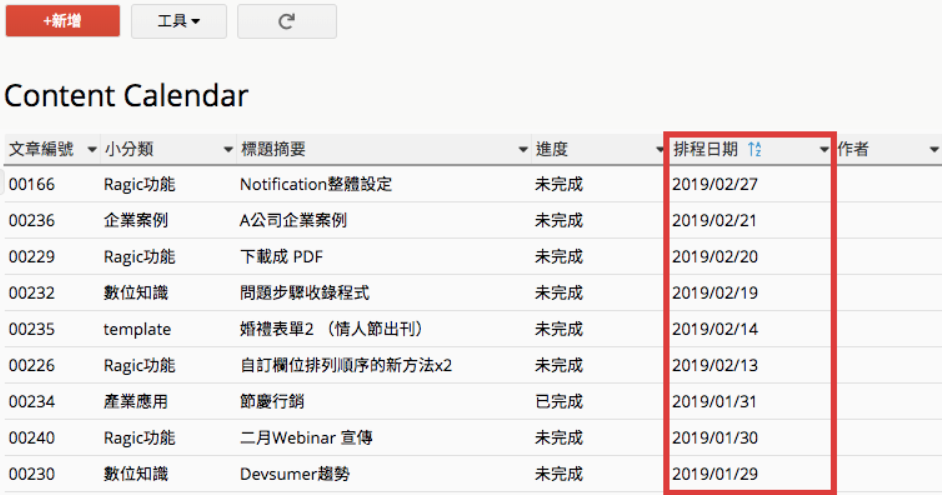 +新增 工具
Content Calendar
文章編號 小分類 標題摘要 進度 排程日期 作者
00166 Ragic功能 Notification整體設定 未完成 2019/02/27
00236 企業案例 A公司企業案例 未完成 2019/02/21
00229 Ragic功能 下載成 PDF 未完成 2019/02/20
00232 數位知識 問題步驟收錄程式 未完成 2019/02/19
00235 template 婚禮表單2 （情人節出刊） 未完成 2019/02/14
00226 Ragic功能 自訂欄位排列順序的新方法x2 未完成 2019/02/13
00234 產業應用 節慶行銷 已完成 2019/01/31
00240 Ragic功能 二月Webinar 宣傳 未完成 2019/01/30
00230 數位知識 Devsumer趨勢 未完成 2019/01/29